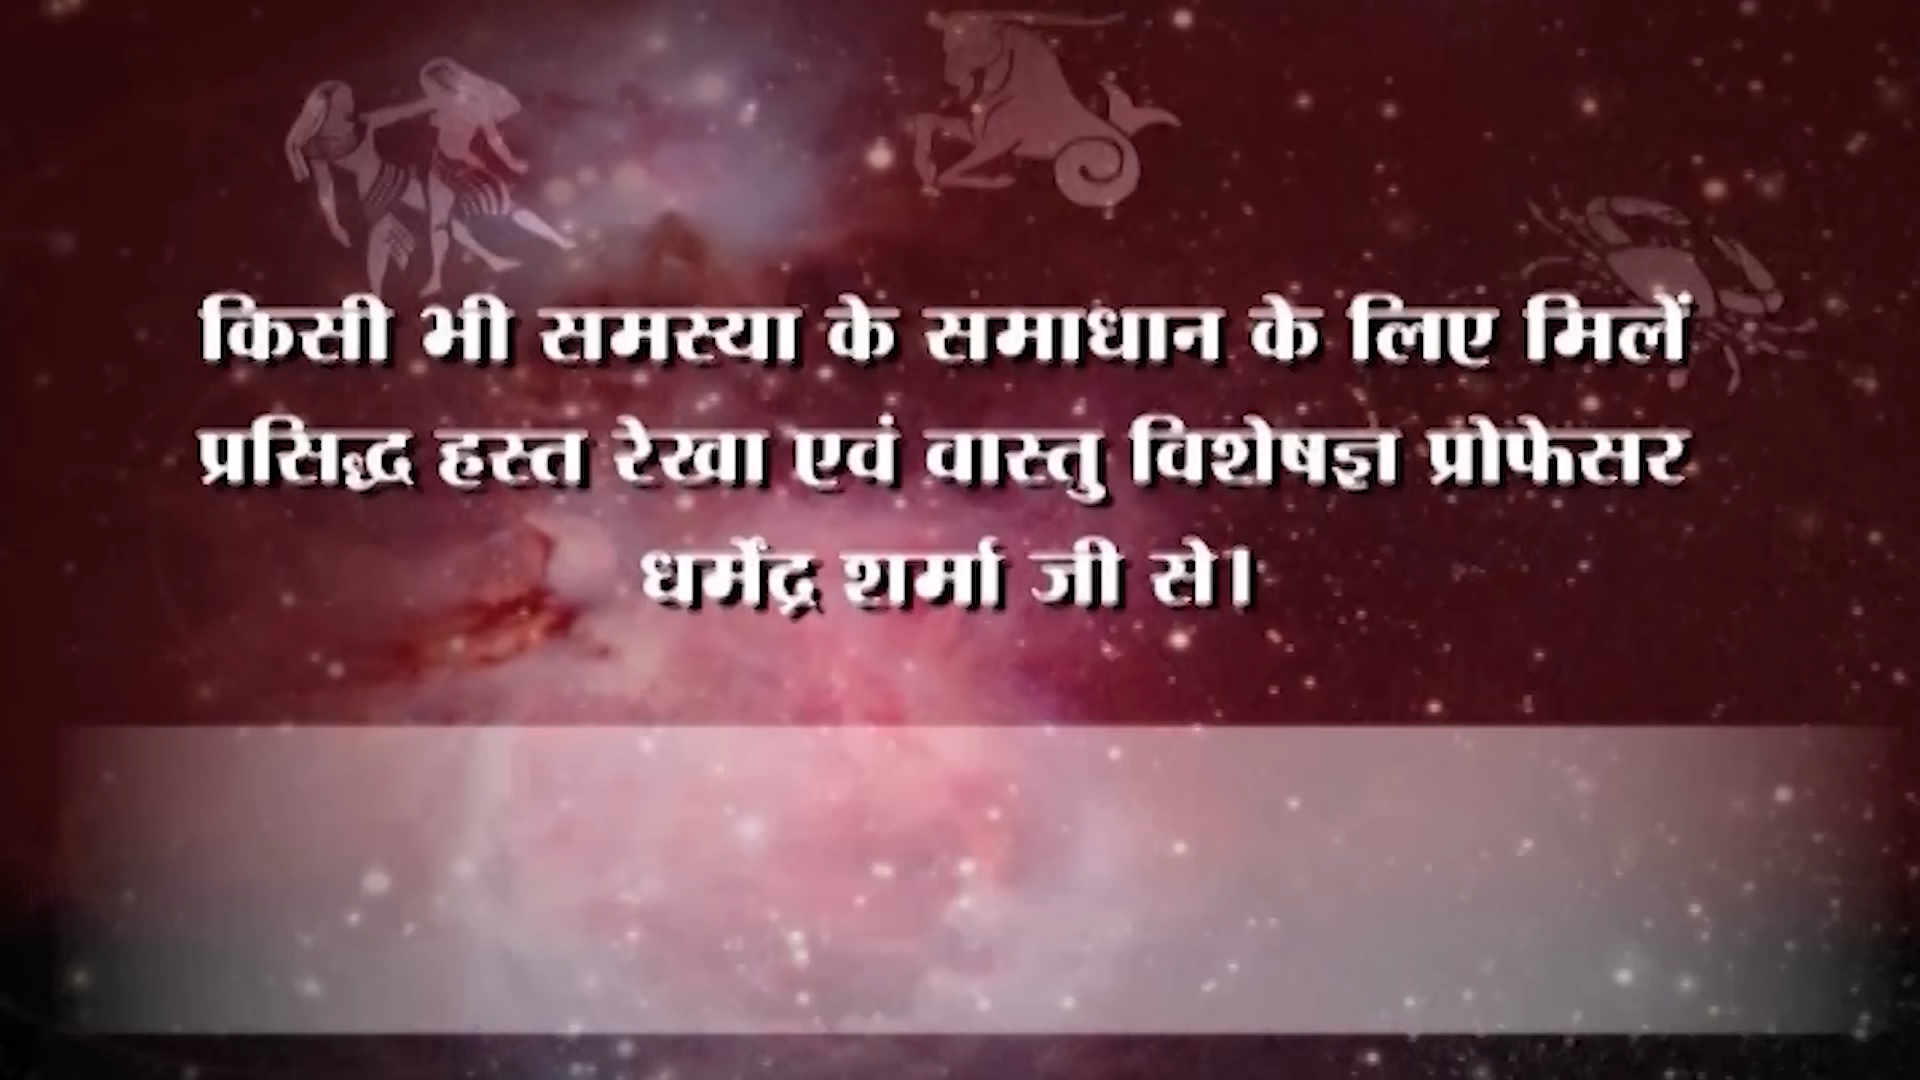 किसी भी समस्या के समाधान के लिए मिलें
प्रसिद्ध हस्त रेखा एवं वास्तु विशेषज्ञ प्रोफेसर
धर्मेंद्र शर्मा जी से।